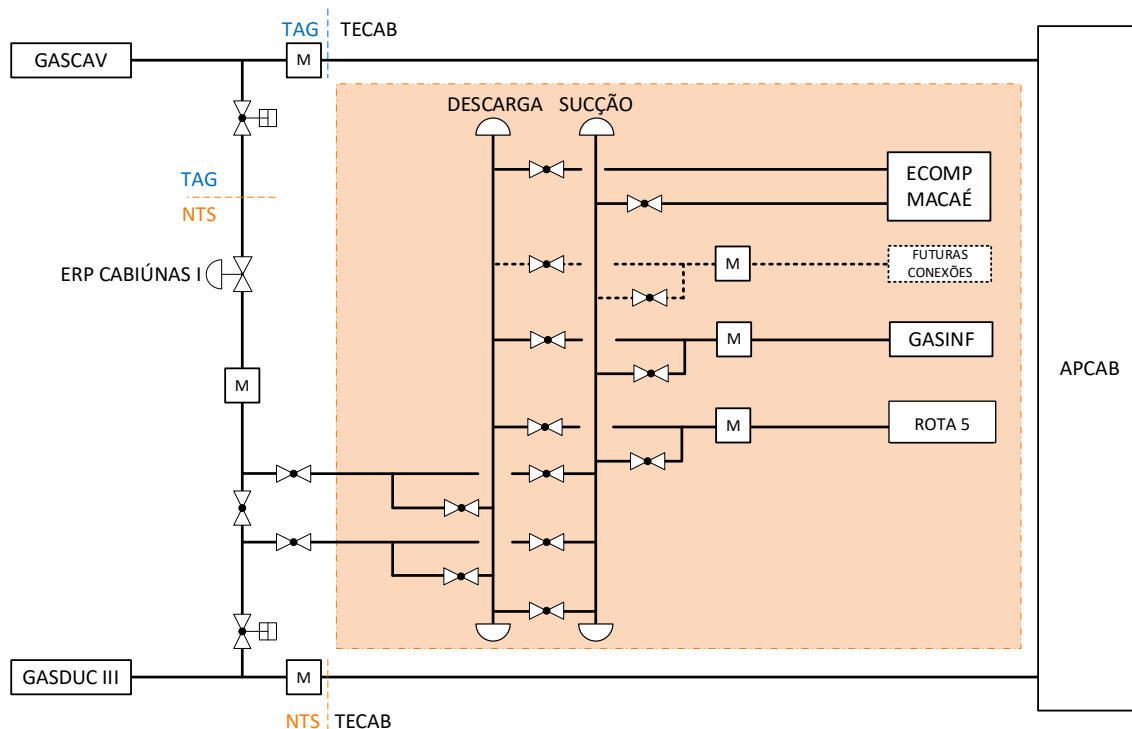 TAG TECAB
GASCAV
M
APCAB
DESCARGA SUCÇÃO
ECOMP
MACAÉ
TAG
NTS
ERP CABIÚNAS I
M
FUTURAS
CONEXÕES
M
GASINF
M
M
ROTA 5
GASDUC III
M
NTS TECAB